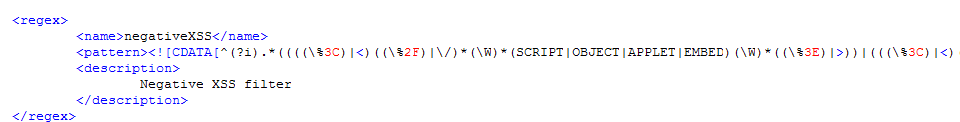 <regex>
<name>negativeXSS</name>
<pattern><![CDATA[^(?i).*((((\%3C)|<)((\%2F)|\/)*(\W)*(SCRIPT|OBJECT|APPLET|EMBED)(\W)*((\%3E)|>))|(((\%3C)|<)
<description>
Negative XSS filter
</description>
</regex>